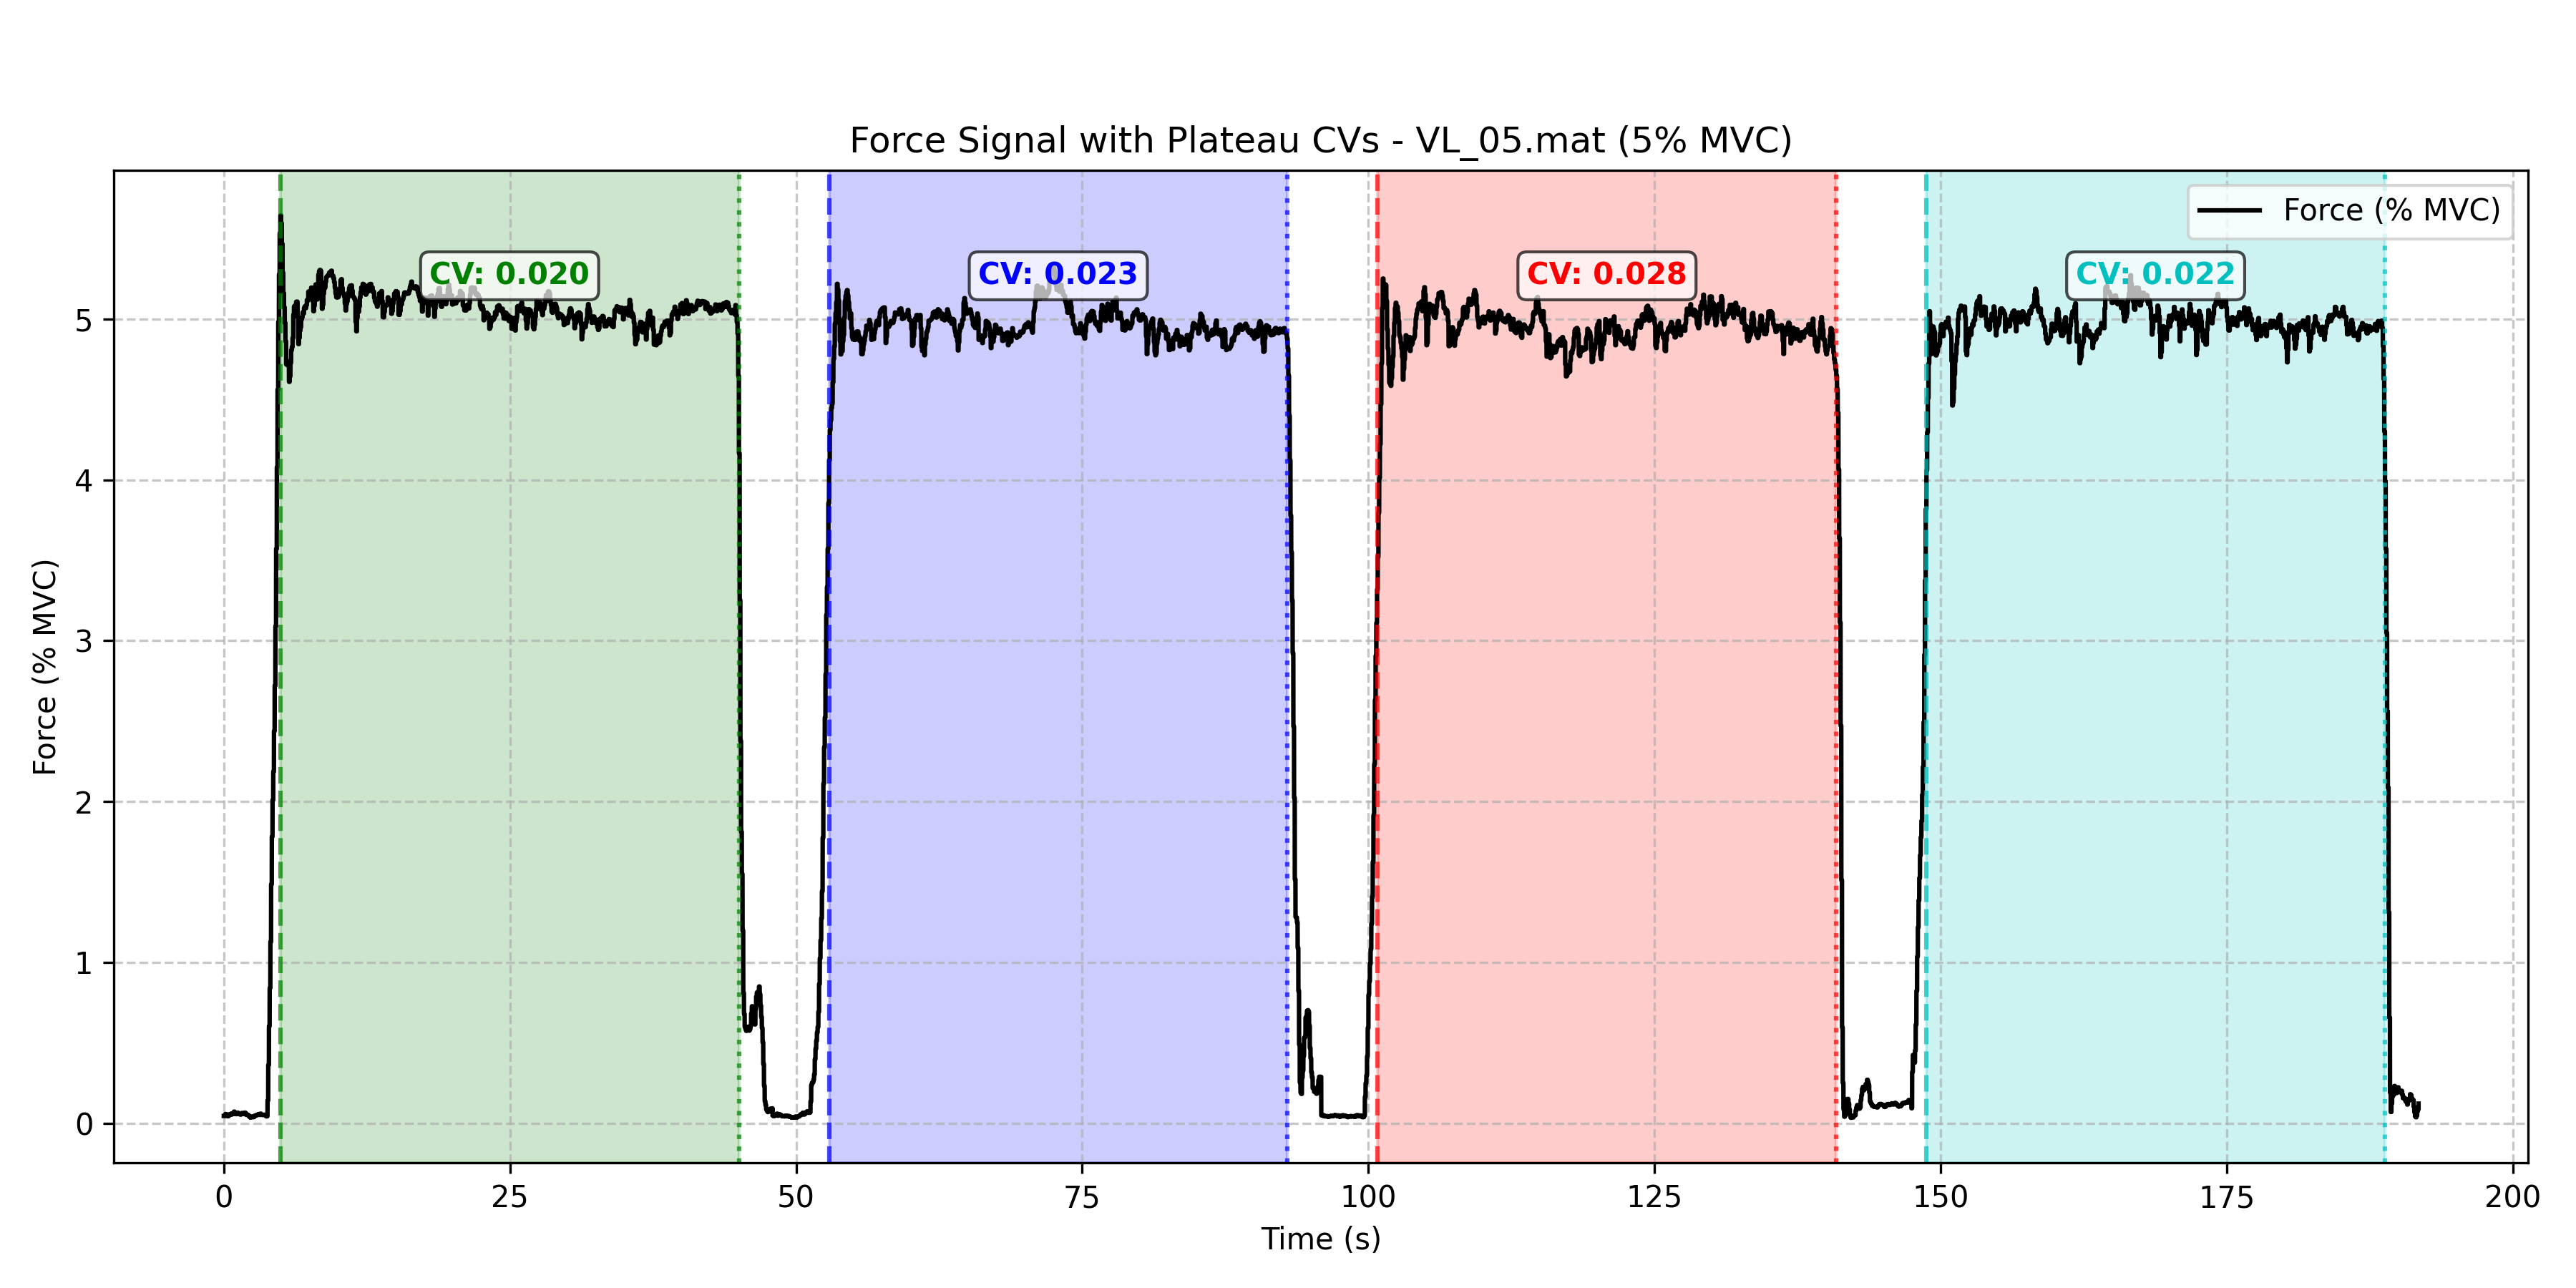 Force Signal with Plateau CVs - VL_05.mat (5% MVC)
Force (% MVC)
CV: 0.020
CV: 0.023
CV: 0.028
CV: 0.022
5
4
3
2
1
0
Force (% MVC)
0 25 50 75 100 125 150 175 200
Time (s)